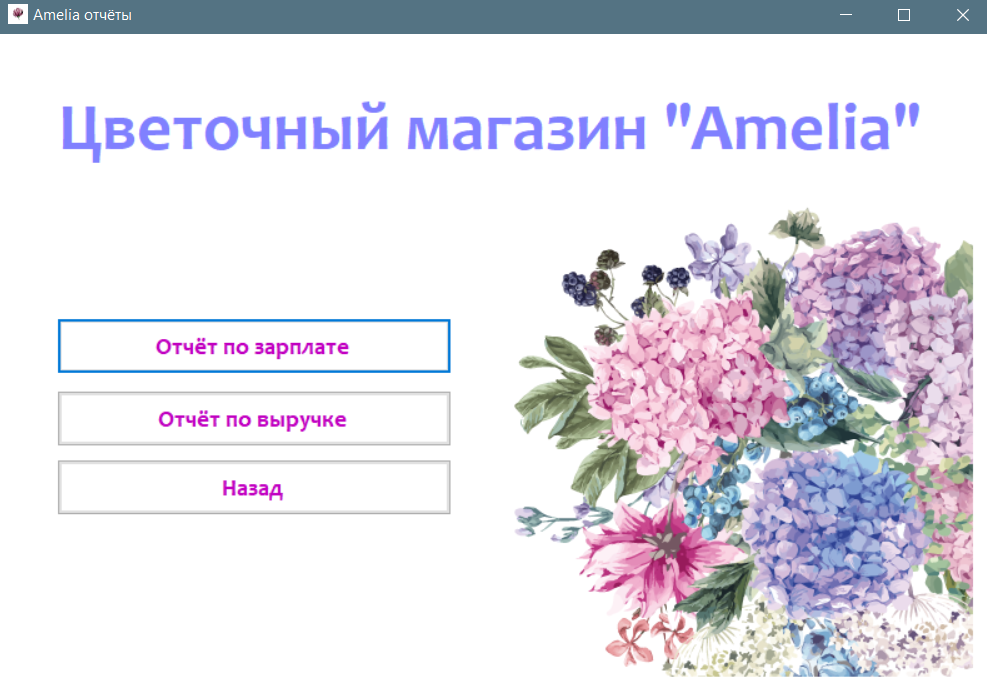 Amelia отчёты
Цветочный магазин "Amelia"
Отчёт по зарплате
Отчёт по выручке
Назад